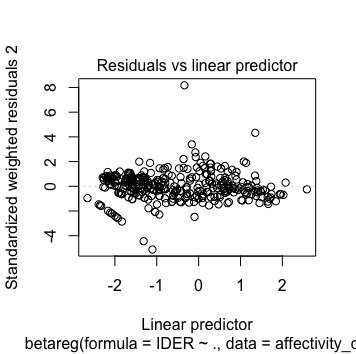 Residuals vs linear predictor
Standardized weighted residuals 2
8
6
4
2
0
-4
-2 -1 0 1 2
Linear predictor
betareg(formula = IDER ~ ., data = affectivity_c